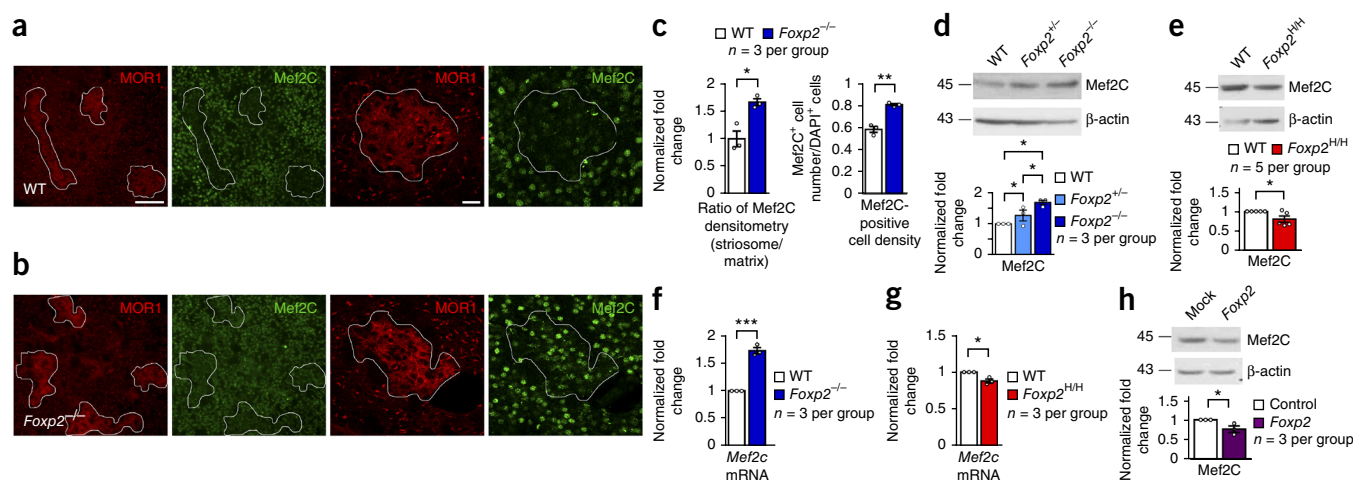 a
MOR1
Mef2C
MOR1
Mef2C
WT
b
MOR1
Mef2C
MOR1
Mef2C
Foxp2–/–
c
WT Foxp2–/–
n = 3 per group
Normalized fold
change
2
1.5
1
0.5
0
*
Ratio of Mef2C
densitometry
(striosome/
matrix)
Mef2C+ cell
number/DAPI+ cells
1
0.8
0.6
0.4
0.2
0
**
Mef2C-
positive
cell density
d
WT
Foxp2+/–
Foxp2–/–
45
Mef2C
43
β-actin
Normalized fold
change
2
1.5
1
0.5
0
*
*
*
WT
Foxp2+/–
Foxp2–/–
n = 3 per group
Mef2C
e
WT
Foxp2H/H
45
Mef2C
43
β-actin
WT Foxp2H/H
n = 5 per group
Normalized fold
change
1.5
1
0.5
0
*
Mef2C
f
Normalized fold
change
2
1.5
1
0.5
0
***
WT
Foxp2–/–
n = 3 per group
Mef2c
mRNA
g
Normalized fold
change
1.5
1
0.5
0
*
WT
Foxp2H/H
n = 3 per group
Mef2c
mRNA
h
Mock
Foxp2
45
Mef2C
43
β-actin
Normalized fold
change
1.5
1
0.5
0
*
Control
Foxp2
n = 3 per group
Mef2C